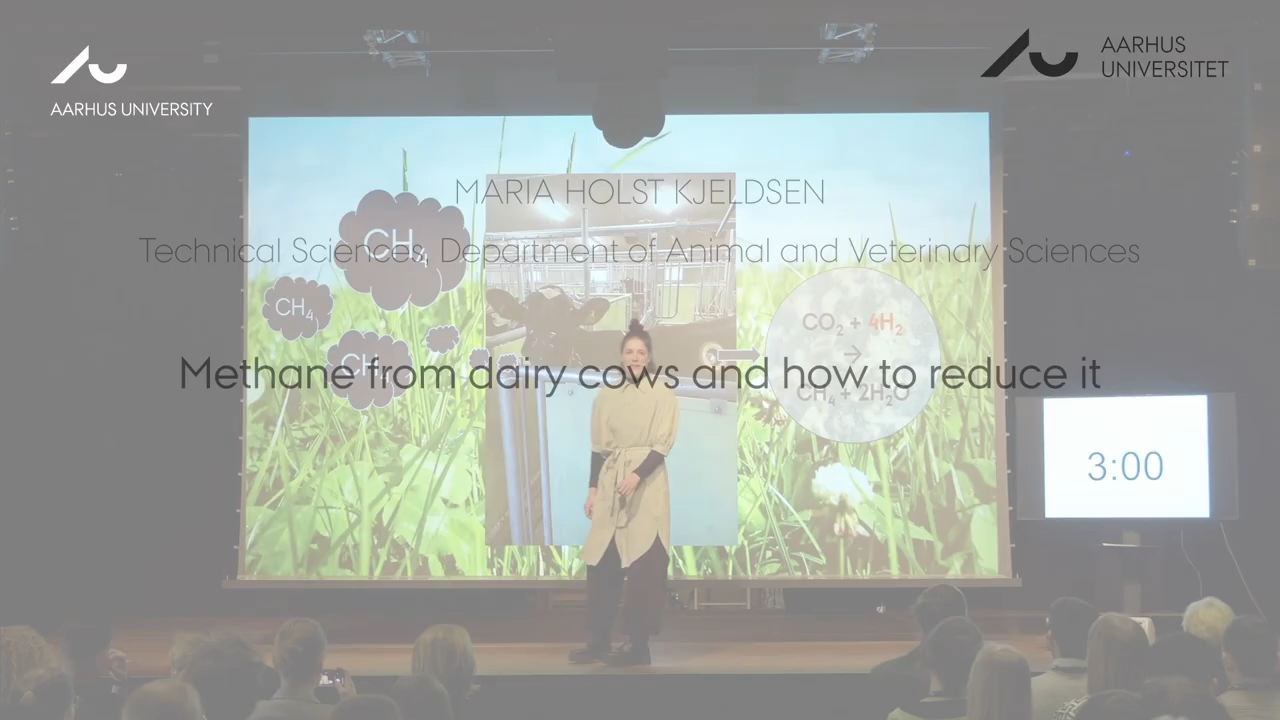 AARHUS UNIVERSITY
AARHUS
UNIVERSITET
MARIA HOLST KJELDSEN
Technical Sciences, Department of Animal and Veterinary Sciences
Methane from dairy cows and how to reduce it
CH₄
CH₄
CH₄
CO₂ + 4H₂
→
CH₄ + 2H₂O
3:00